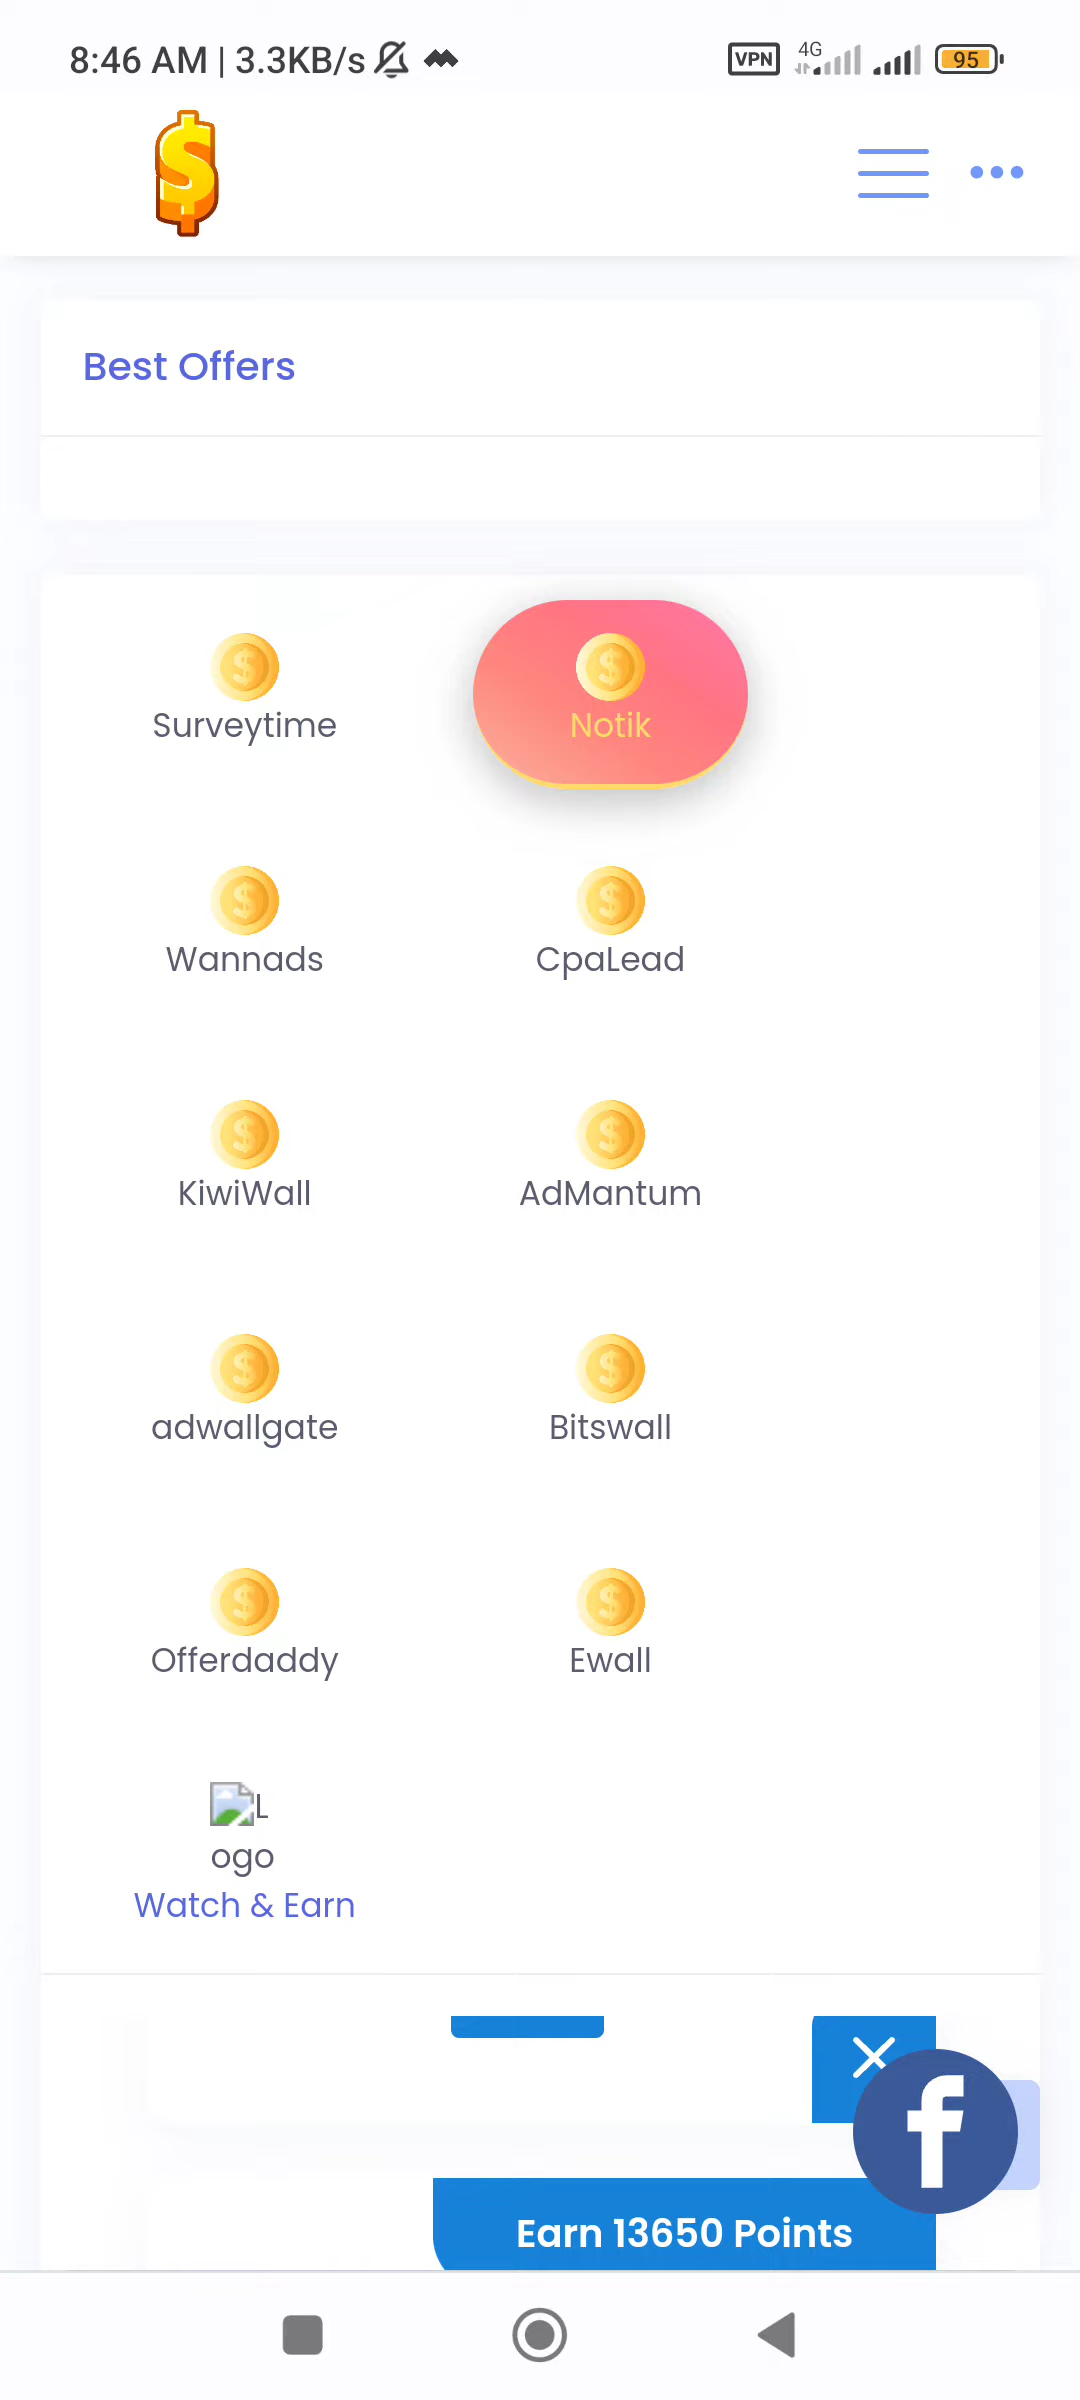 8:46 AM | 3.3KB/s
VPN 4G 95
Best Offers
Surveytime Notik
Wannads CpaLead
KiwiWall AdMantum
adwallgate Bitswall
Offerdaddy Ewall
L
ogo
Watch & Earn
Earn 13650 Points